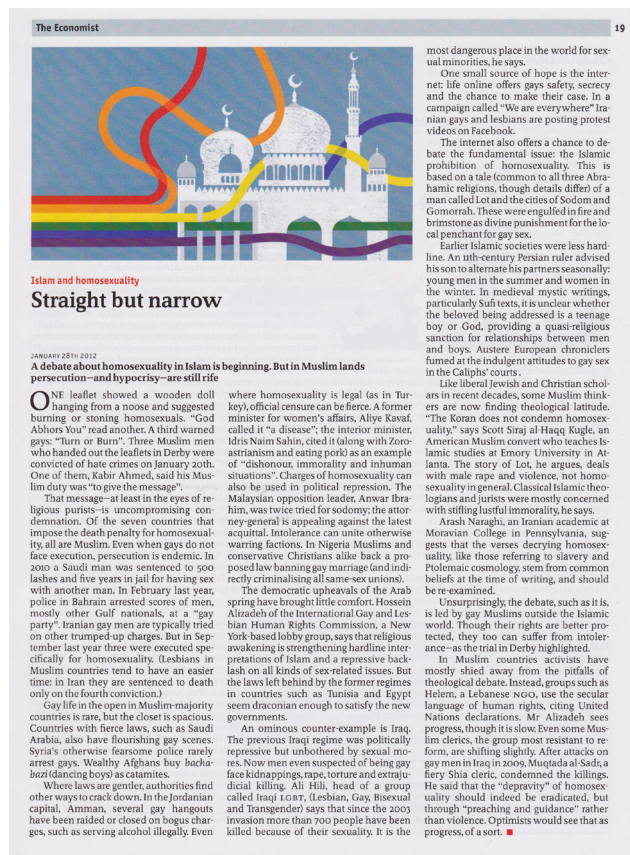 The Economist
19
Islam and homosexuality
Straight but narrow
JANUARY 28TH 2012
A debate about homosexuality in Islam is beginning. But in Muslim lands
persecution—and hypocrisy—are still rife
ONE leaflet showed a wooden doll
hanging from a noose and suggested
burning or stoning homosexuals. “God
Abhors You” read another. A third warned
gays: “Turn or Burn”. Three Muslim men
who handed out the leaflets in Derby were
convicted of hate crimes on January 20th.
One of them, Kabir Ahmed, said his Mus-
lim duty was “to give the message”.
That message—at least in the eyes of re-
ligious purists—is uncompromising con-
demnation. Of the seven countries that
impose the death penalty for homosexual-
ity, all are Muslim. Even when gays do not
face execution, persecution is endemic. In
2010 a Saudi man was sentenced to 500
lashes and five years in jail for having sex
with another man. In February last year,
police in Bahrain arrested scores of men,
mostly other Gulf nationals, at a “gay
party”. Iranian gay men are typically tried
on other trumped-up charges. But in Sep-
tember last year three were executed spe-
cifically for homosexuality. (Lesbians in
Muslim countries tend to have an easier
time: in Iran they are sentenced to death
only on the fourth conviction.)
Gay life in the open in Muslim-majority
countries is rare, but the closet is spacious.
Countries with fierce laws, such as Saudi
Arabia, also have flourishing gay scenes.
Syria’s otherwise fearsome police rarely
arrest gays. Wealthy Afghans buy bacha-
bazi (dancing boys) as catamites.
Where laws are gentler, authorities find
other ways to crack down. In the Jordanian
capital, Amman, several gay hangouts
have been raided or closed on bogus char-
ges, such as serving alcohol illegally. Even
where homosexuality is legal (as in Tur-
key), official censure can be fierce. A former
minister for women’s affairs, Aliye Kavaf,
called it “a disease”; the interior minister,
Idris Naim Sahin, cited it (along with Zoro-
astrianism and eating pork) as an example
of “dishonour, immorality and inhuman
situations”. Charges of homosexuality can
also be used in political repression. The
Malaysian opposition leader, Anwar Ibra-
him, was twice tried for sodomy; the attor-
ney-general is appealing against the latest
acquittal. Intolerance can unite otherwise
warring factions. In Nigeria Muslims and
conservative Christians alike back a pro-
posed law banning gay marriage (and indi-
rectly criminalising all same-sex unions).
The democratic upheavals of the Arab
spring have brought little comfort. Hossein
Alizadeh of the International Gay and Les-
bian Human Rights Commission, a New
York-based lobby group, says that religious
awakening is strengthening hardline inter-
pretations of Islam and a repressive back-
lash on all kinds of sex-related issues. But
the laws left behind by the former regimes
in countries such as Tunisia and Egypt
seem draconian enough to satisfy the new
governments.
An ominous counter-example is Iraq.
The previous Iraqi regime was politically
repressive but unbothered by sexual mo-
res. Now men even suspected of being gay
face kidnappings, rape, torture and extraju-
dicial killing. Ali Hili, head of a group
called Iraqi LGBT, (Lesbian, Gay, Bisexual
and Transgender) says that since the 2003
invasion more than 700 people have been
killed because of their sexuality. It is the
most dangerous place in the world for sex-
ual minorities, he says.
One small source of hope is the inter-
net: life online offers gays safety, secrecy
and the chance to make their case. In a
campaign called “We are everywhere” Ira-
nian gays and lesbians are posting protest
videos on Facebook.
The internet also offers a chance to de-
bate the fundamental issue: the Islamic
prohibition of homosexuality. This is
based on a tale (common to all three Abra-
hamic religions, though details differ) of a
man called Lot and the cities of Sodom and
Gomorrah. These were engulfed in fire and
brimstone as divine punishment for the lo-
cal penchant for gay sex.
Earlier Islamic societies were less hard-
line. An 11th-century Persian ruler advised
his son to alternate his partners seasonally:
young men in the summer and women in
the winter. In medieval mystic writings,
particularly Sufi texts, it is unclear whether
the beloved being addressed is a teenage
boy or God, providing a quasi-religious
sanction for relationships between men
and boys. Austere European chroniclers
fumed at the indulgent attitudes to gay sex
in the Caliphs’ courts.
Like liberal Jewish and Christian schol-
ars in recent decades, some Muslim think-
ers are now finding theological latitude.
“The Koran does not condemn homosex-
uality,” says Scott Siraj al-Haqq Kugle, an
American Muslim convert who teaches Is-
lamic studies at Emory University in At-
lanta. The story of Lot, he argues, deals
with male rape and violence, not homo-
sexuality in general. Classical Islamic theo-
logians and jurists were mostly concerned
with stifling lustful immorality, he says.
Arash Naraghi, an Iranian academic at
Moravian College in Pennsylvania, sug-
gests that the verses decrying homosex-
uality, like those referring to slavery and
Ptolemaic cosmology, stem from common
beliefs at the time of writing, and should
be re-examined.
Unsurprisingly, the debate, such as it is,
is led by gay Muslims outside the Islamic
world. Though their rights are better pro-
tected, they too can suffer from intoler-
ance—as the trial in Derby highlighted.
In Muslim countries activists have
mostly shied away from the pitfalls of
theological debate. Instead, groups such as
Helem, a Lebanese NGO, use the secular
language of human rights, citing United
Nations declarations. Mr Alizadeh sees
progress, though it is slow. Even some Mus-
lim clerics, the group most resistant to re-
form, are shifting slightly. After attacks on
gay men in Iraq in 2009, Muqtada al-Sadr, a
fiery Shia cleric, condemned the killings.
He said that the “depravity” of homosex-
uality should indeed be eradicated, but
through “preaching and guidance” rather
than violence. Optimists would see that as
progress, of a sort. ■